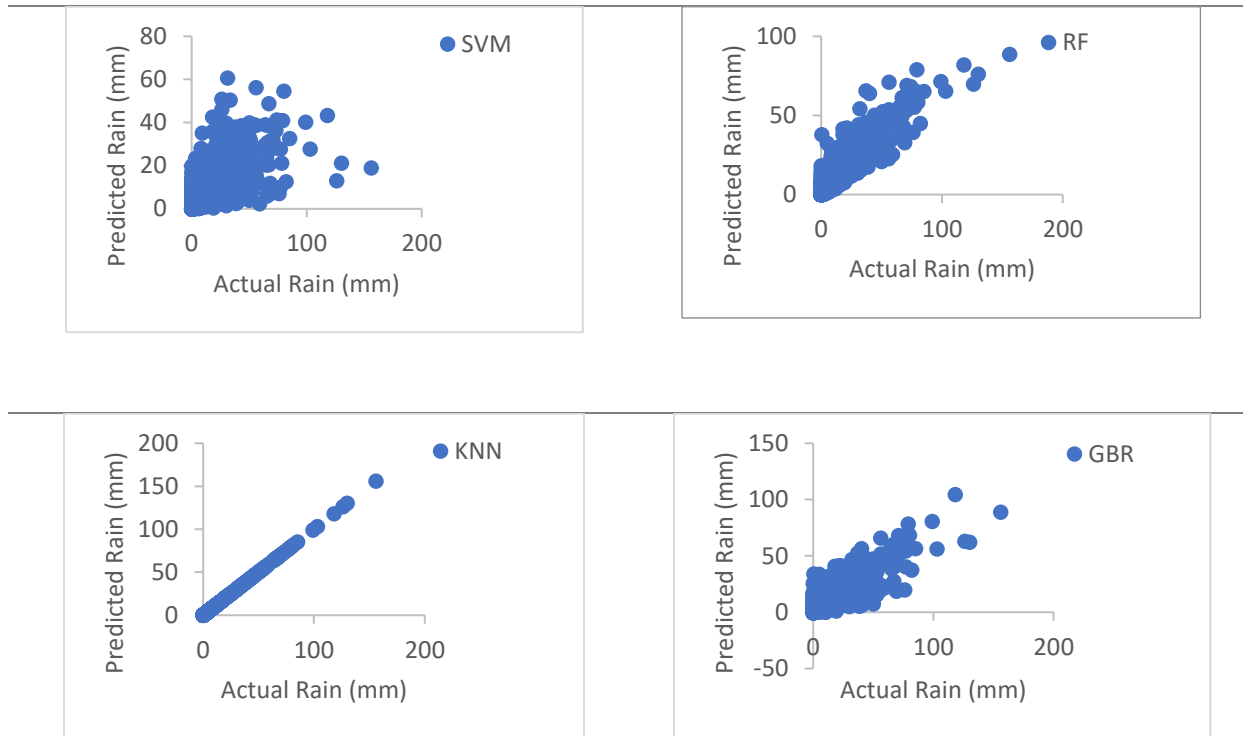 SVM
Predicted Rain (mm)
80
60
40
20
0
0 100 200
Actual Rain (mm)
RF
Predicted Rain (mm)
100
50
0
0 100 200
Actual Rain (mm)
KNN
Predicted Rain (mm)
200
150
100
50
0
0 100 200
Actual Rain (mm)
GBR
Predicted Rain (mm)
150
100
50
0
-50
0 100 200
Actual Rain (mm)